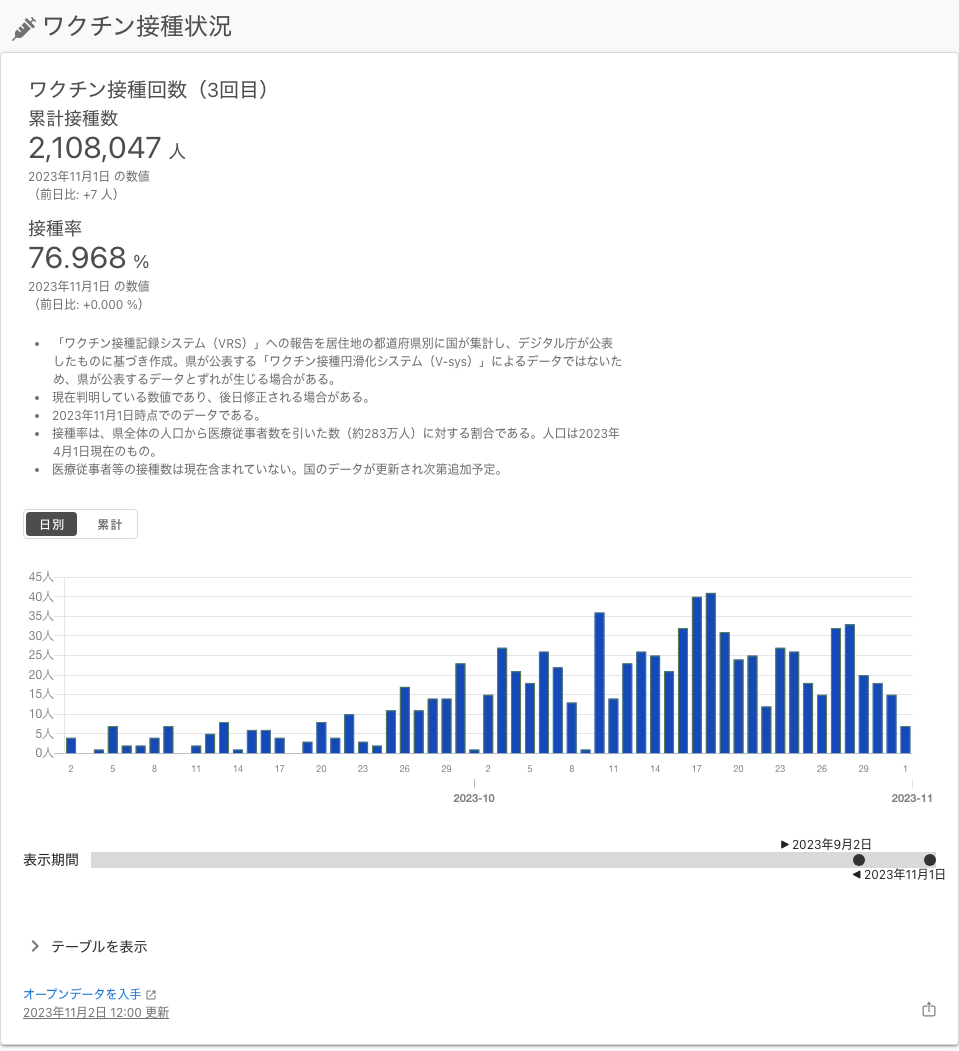 ワクチン接種状況
ワクチン接種回数（3回目）
累計接種数
2,108,047 人
2023年11月1日 の数値
（前日比: +7 人）
接種率
76.968 %
2023年11月1日 の数値
（前日比: +0.000 %）
• 「ワクチン接種記録システム（VRS）」への報告を居住地の都道府県別に国が集計し、デジタル庁が公表
したものに基づき作成。県が公表する「ワクチン接種円滑化システム（V-sys）」によるデータではないた
め、県が公表するデータとずれが生じる場合がある。
• 現在判明している数値であり、後日修正される場合がある。
• 2023年11月1日時点でのデータである。
• 接種率は、県全体の人口から医療従事者数を引いた数（約283万人）に対する割合である。人口は2023年
4月1日現在のもの。
• 医療従事者等の接種数は現在含まれていない。国のデータが更新され次第追加予定。
日別 累計
45人
40人
35人
30人
25人
20人
15人
10人
5人
0人
2 5 8 11 14 17 20 23 26 29 2 5 8 11 14 17 20 23 26 29 1
2023-10 2023-11
▶ 2023年9月2日
表示期間
◀ 2023年11月1日
テーブルを表示
オープンデータを入手
2023年11月2日 12:00 更新